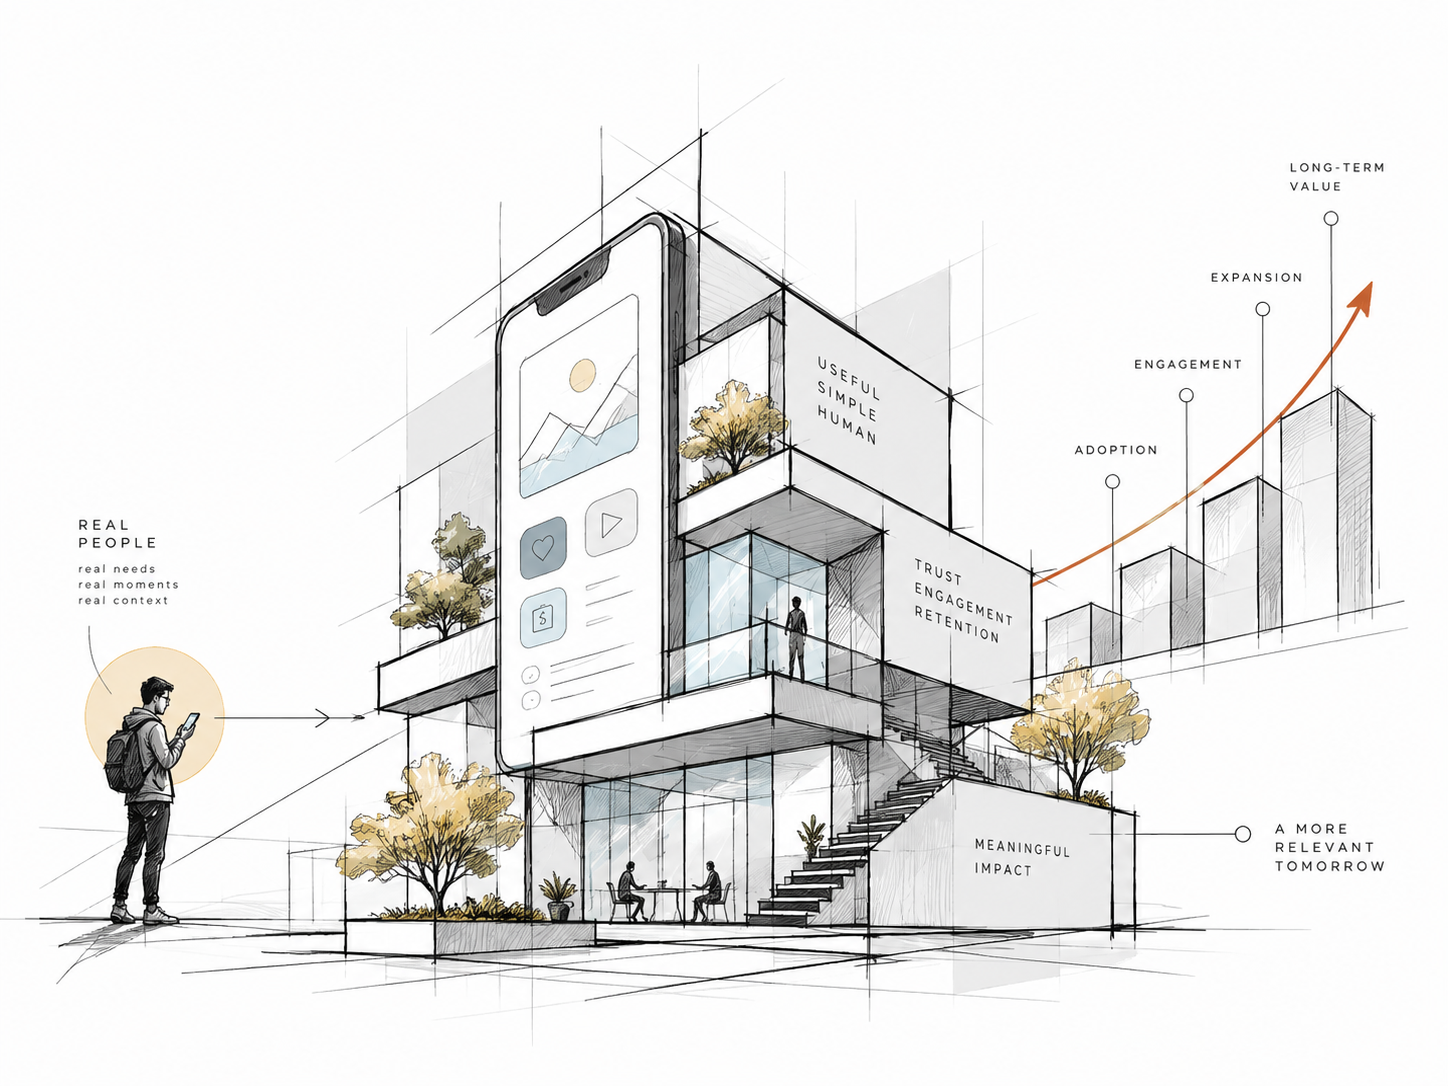 REAL
PEOPLE
real needs
real moments
real context
USEFUL
SIMPLE
HUMAN
TRUST
ENGAGEMENT
RETENTION
MEANINGFUL
IMPACT
$
ADOPTION
ENGAGEMENT
EXPANSION
LONG-TERM
VALUE
A MORE
RELEVANT
TOMORROW